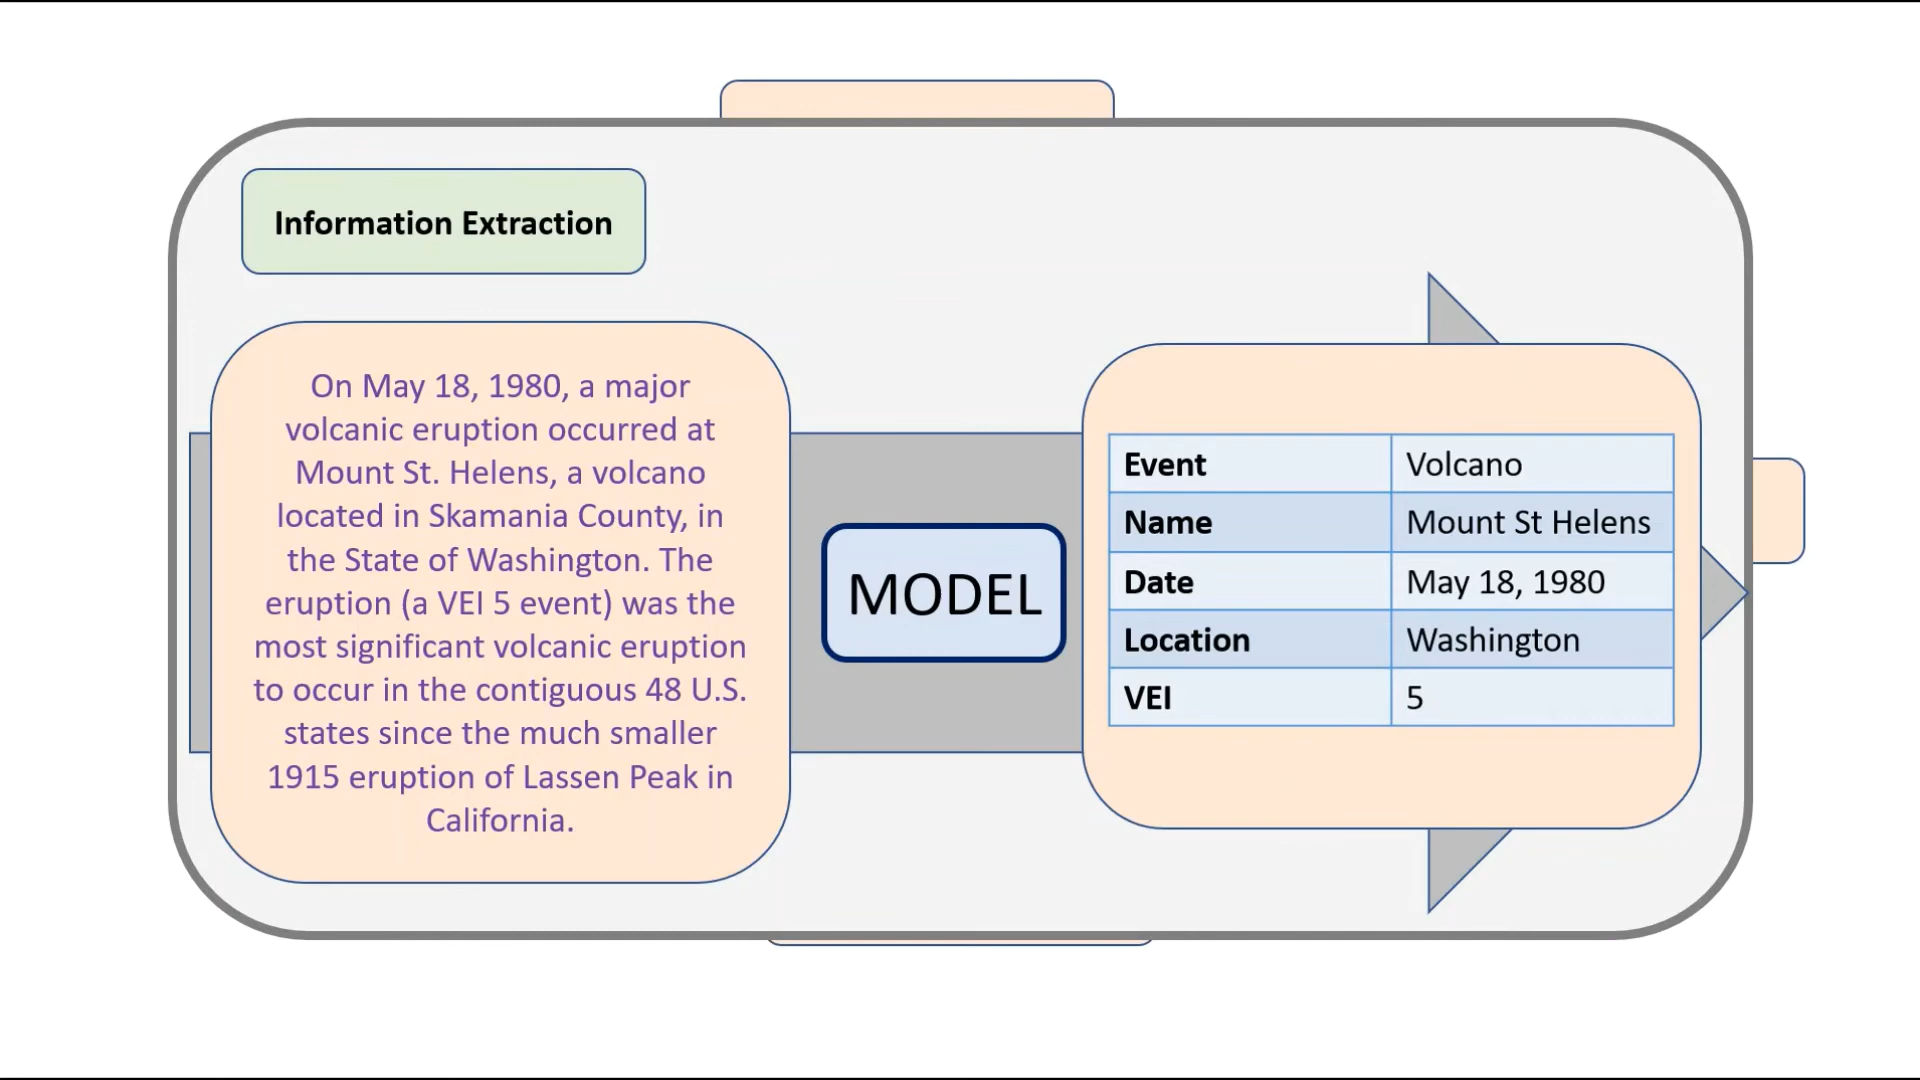 Information Extraction
On May 18, 1980, a major
volcanic eruption occurred at
Mount St. Helens, a volcano
located in Skamania County, in
the State of Washington. The
eruption (a VEI 5 event) was the
most significant volcanic eruption
to occur in the contiguous 48 U.S.
states since the much smaller
1915 eruption of Lassen Peak in
California.
MODEL
Event Volcano
Name Mount St Helens
Date May 18, 1980
Location Washington
VEI 5